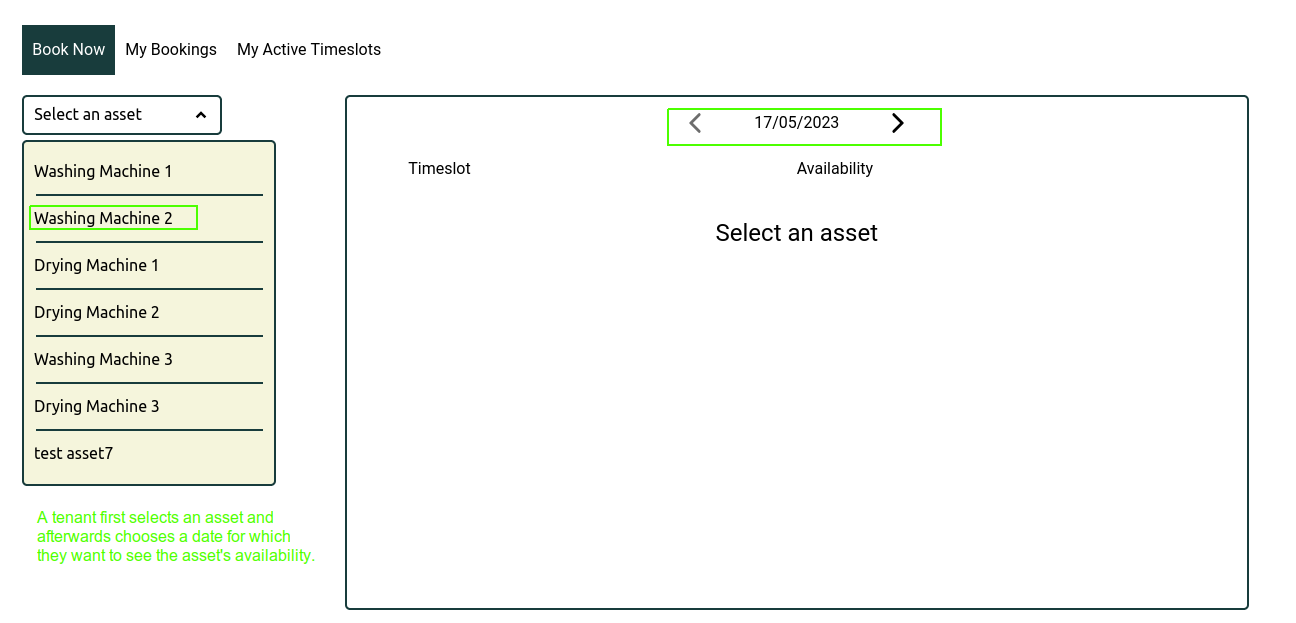 Book Now My Bookings My Active Timeslots
Select an asset
Washing Machine 1
Washing Machine 2
Drying Machine 1
Drying Machine 2
Washing Machine 3
Drying Machine 3
test asset7
A tenant first selects an asset and
afterwards chooses a date for which
they want to see the asset's availability.
17/05/2023
Timeslot Availability
Select an asset